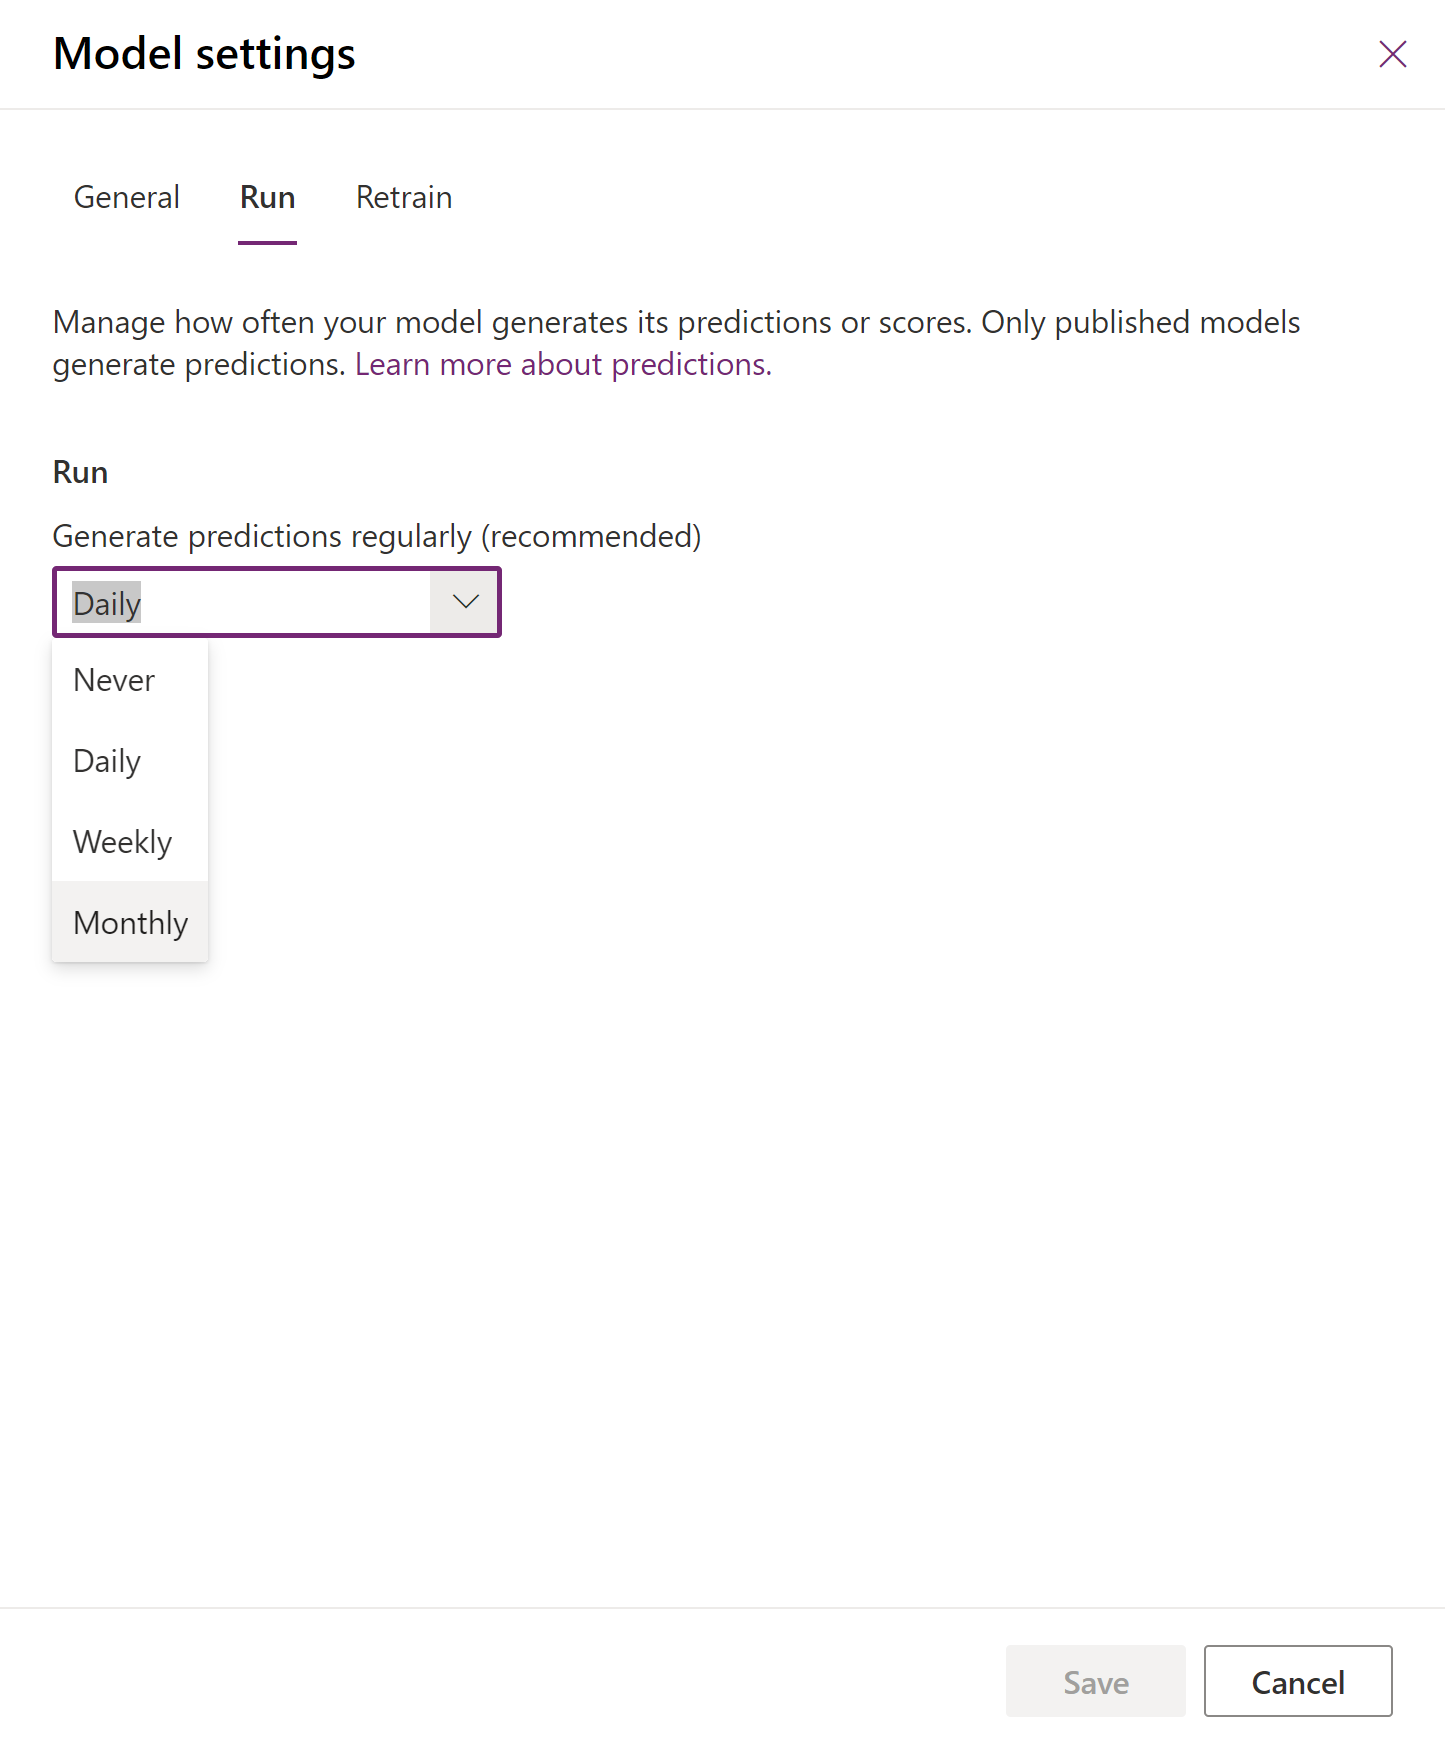 Model settings
General
Run
Retrain
Manage how often your model generates its predictions or scores. Only published models
generate predictions. Learn more about predictions.
Run
Generate predictions regularly (recommended)
Daily
Never
Daily
Weekly
Monthly
Save
Cancel